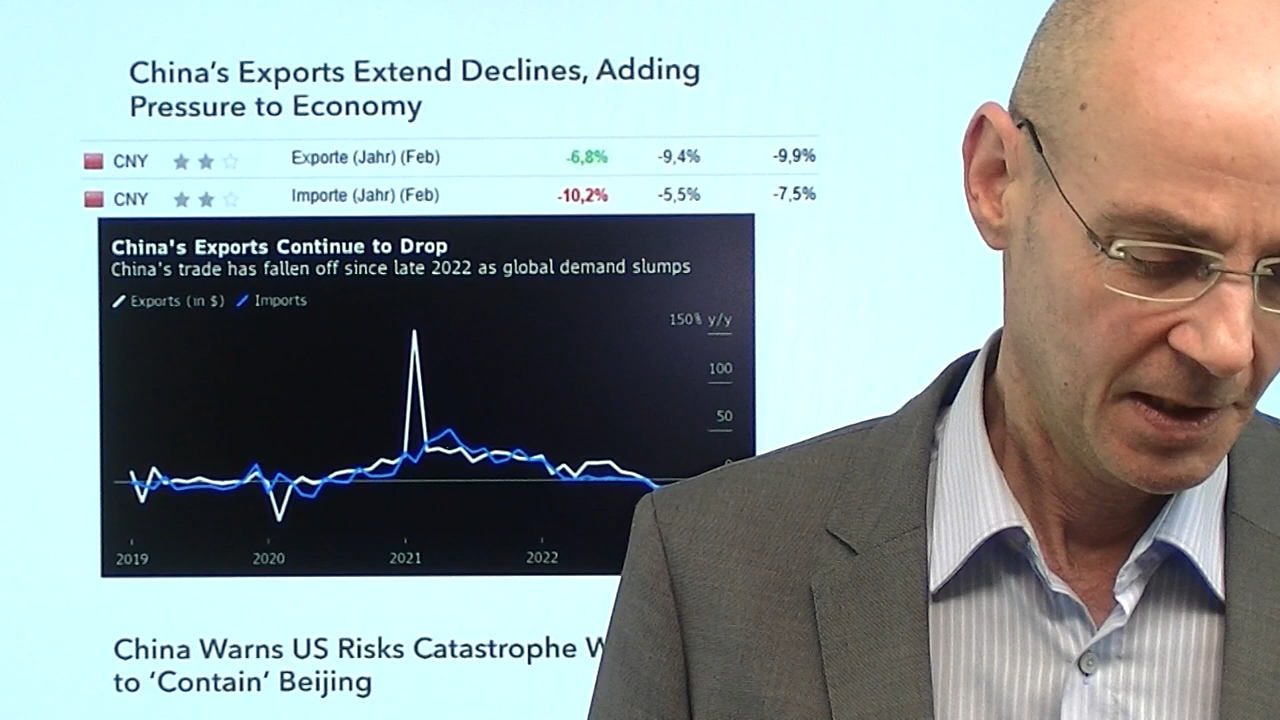 China's Exports Extend Declines, Adding
Pressure to Economy
CNY Exporte (Jahr) (Feb) -6,8% -9,4% -9,9%
CNY Importe (Jahr) (Feb) -10,2% -5,5% -7,5%
China's Exports Continue to Drop
China's trade has fallen off since late 2022 as global demand slumps
Exports (in $) Imports
150% y/y
100
50
0
2019 2020 2021 2022
China Warns US Risks Catastrophe W
to ‘Contain’ Beijing